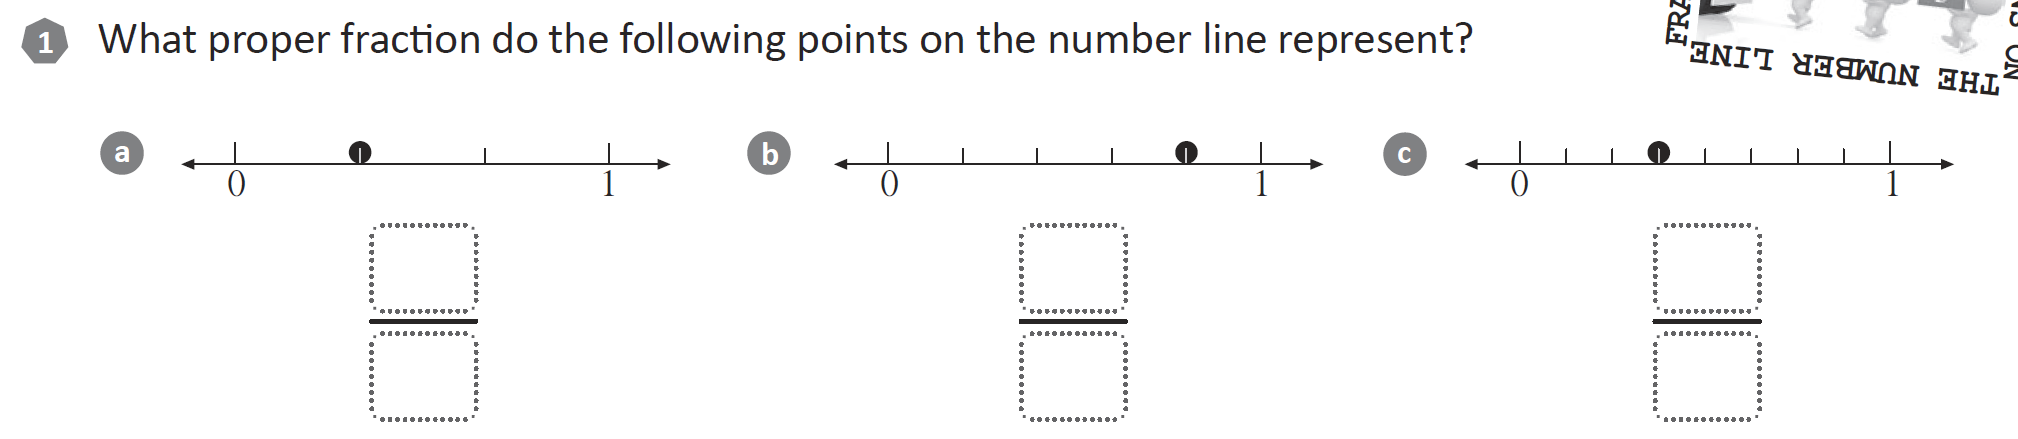 1 What proper fraction do the following points on the number line represent?
THE NUMBER LINE
a 0 1
b 0 1
c 0 1